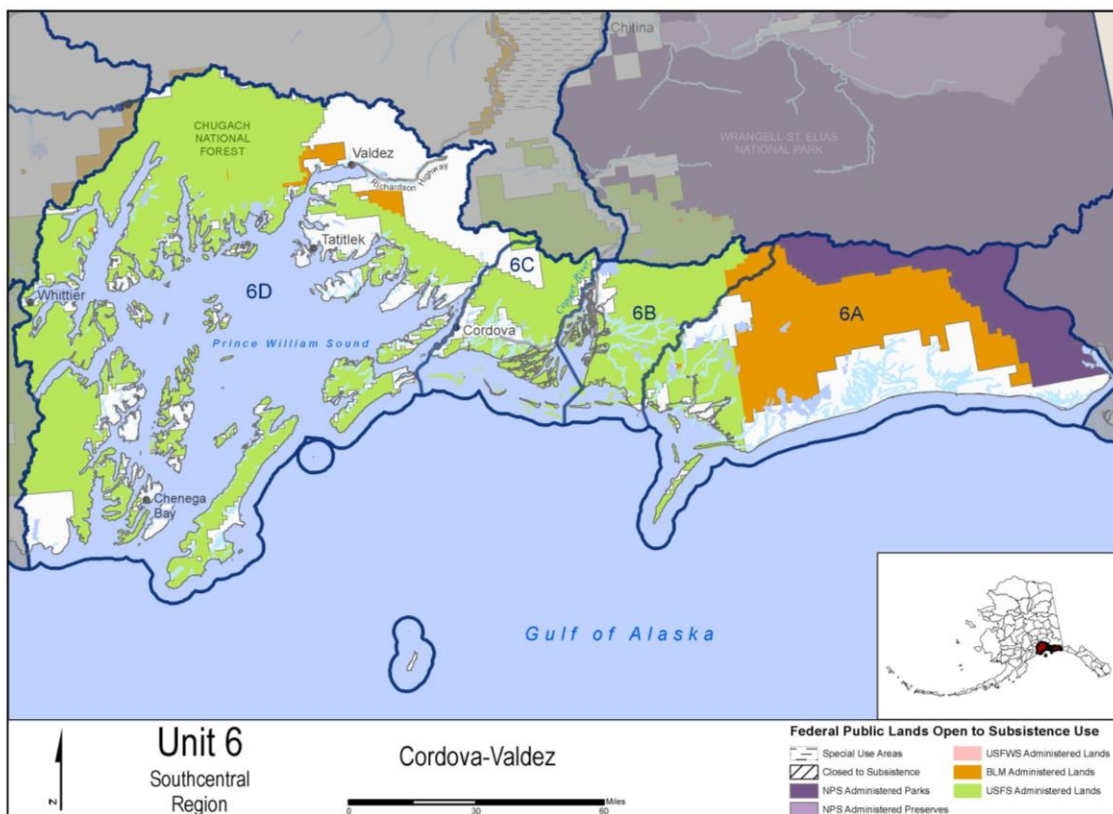 Chitina
CHUGACH
NATIONAL
FOREST
WRANGELL-ST. ELIAS
NATIONAL PARK
Valdez
Richardson Highway
Tatitlek
6C
Copper River
6D
6B
6A
Whittier
Cordova
Prince William Sound
Chenega
Bay
Gulf of Alaska
N
Unit 6
Southcentral
Region
Cordova-Valdez
Miles
0 30 60
Federal Public Lands Open to Subsistence Use
Special Use Areas
Closed to Subsistence
NPS Administered Parks
NPS Administered Preserves
USFWS Administered Lands
BLM Administered Lands
USFS Administered Lands